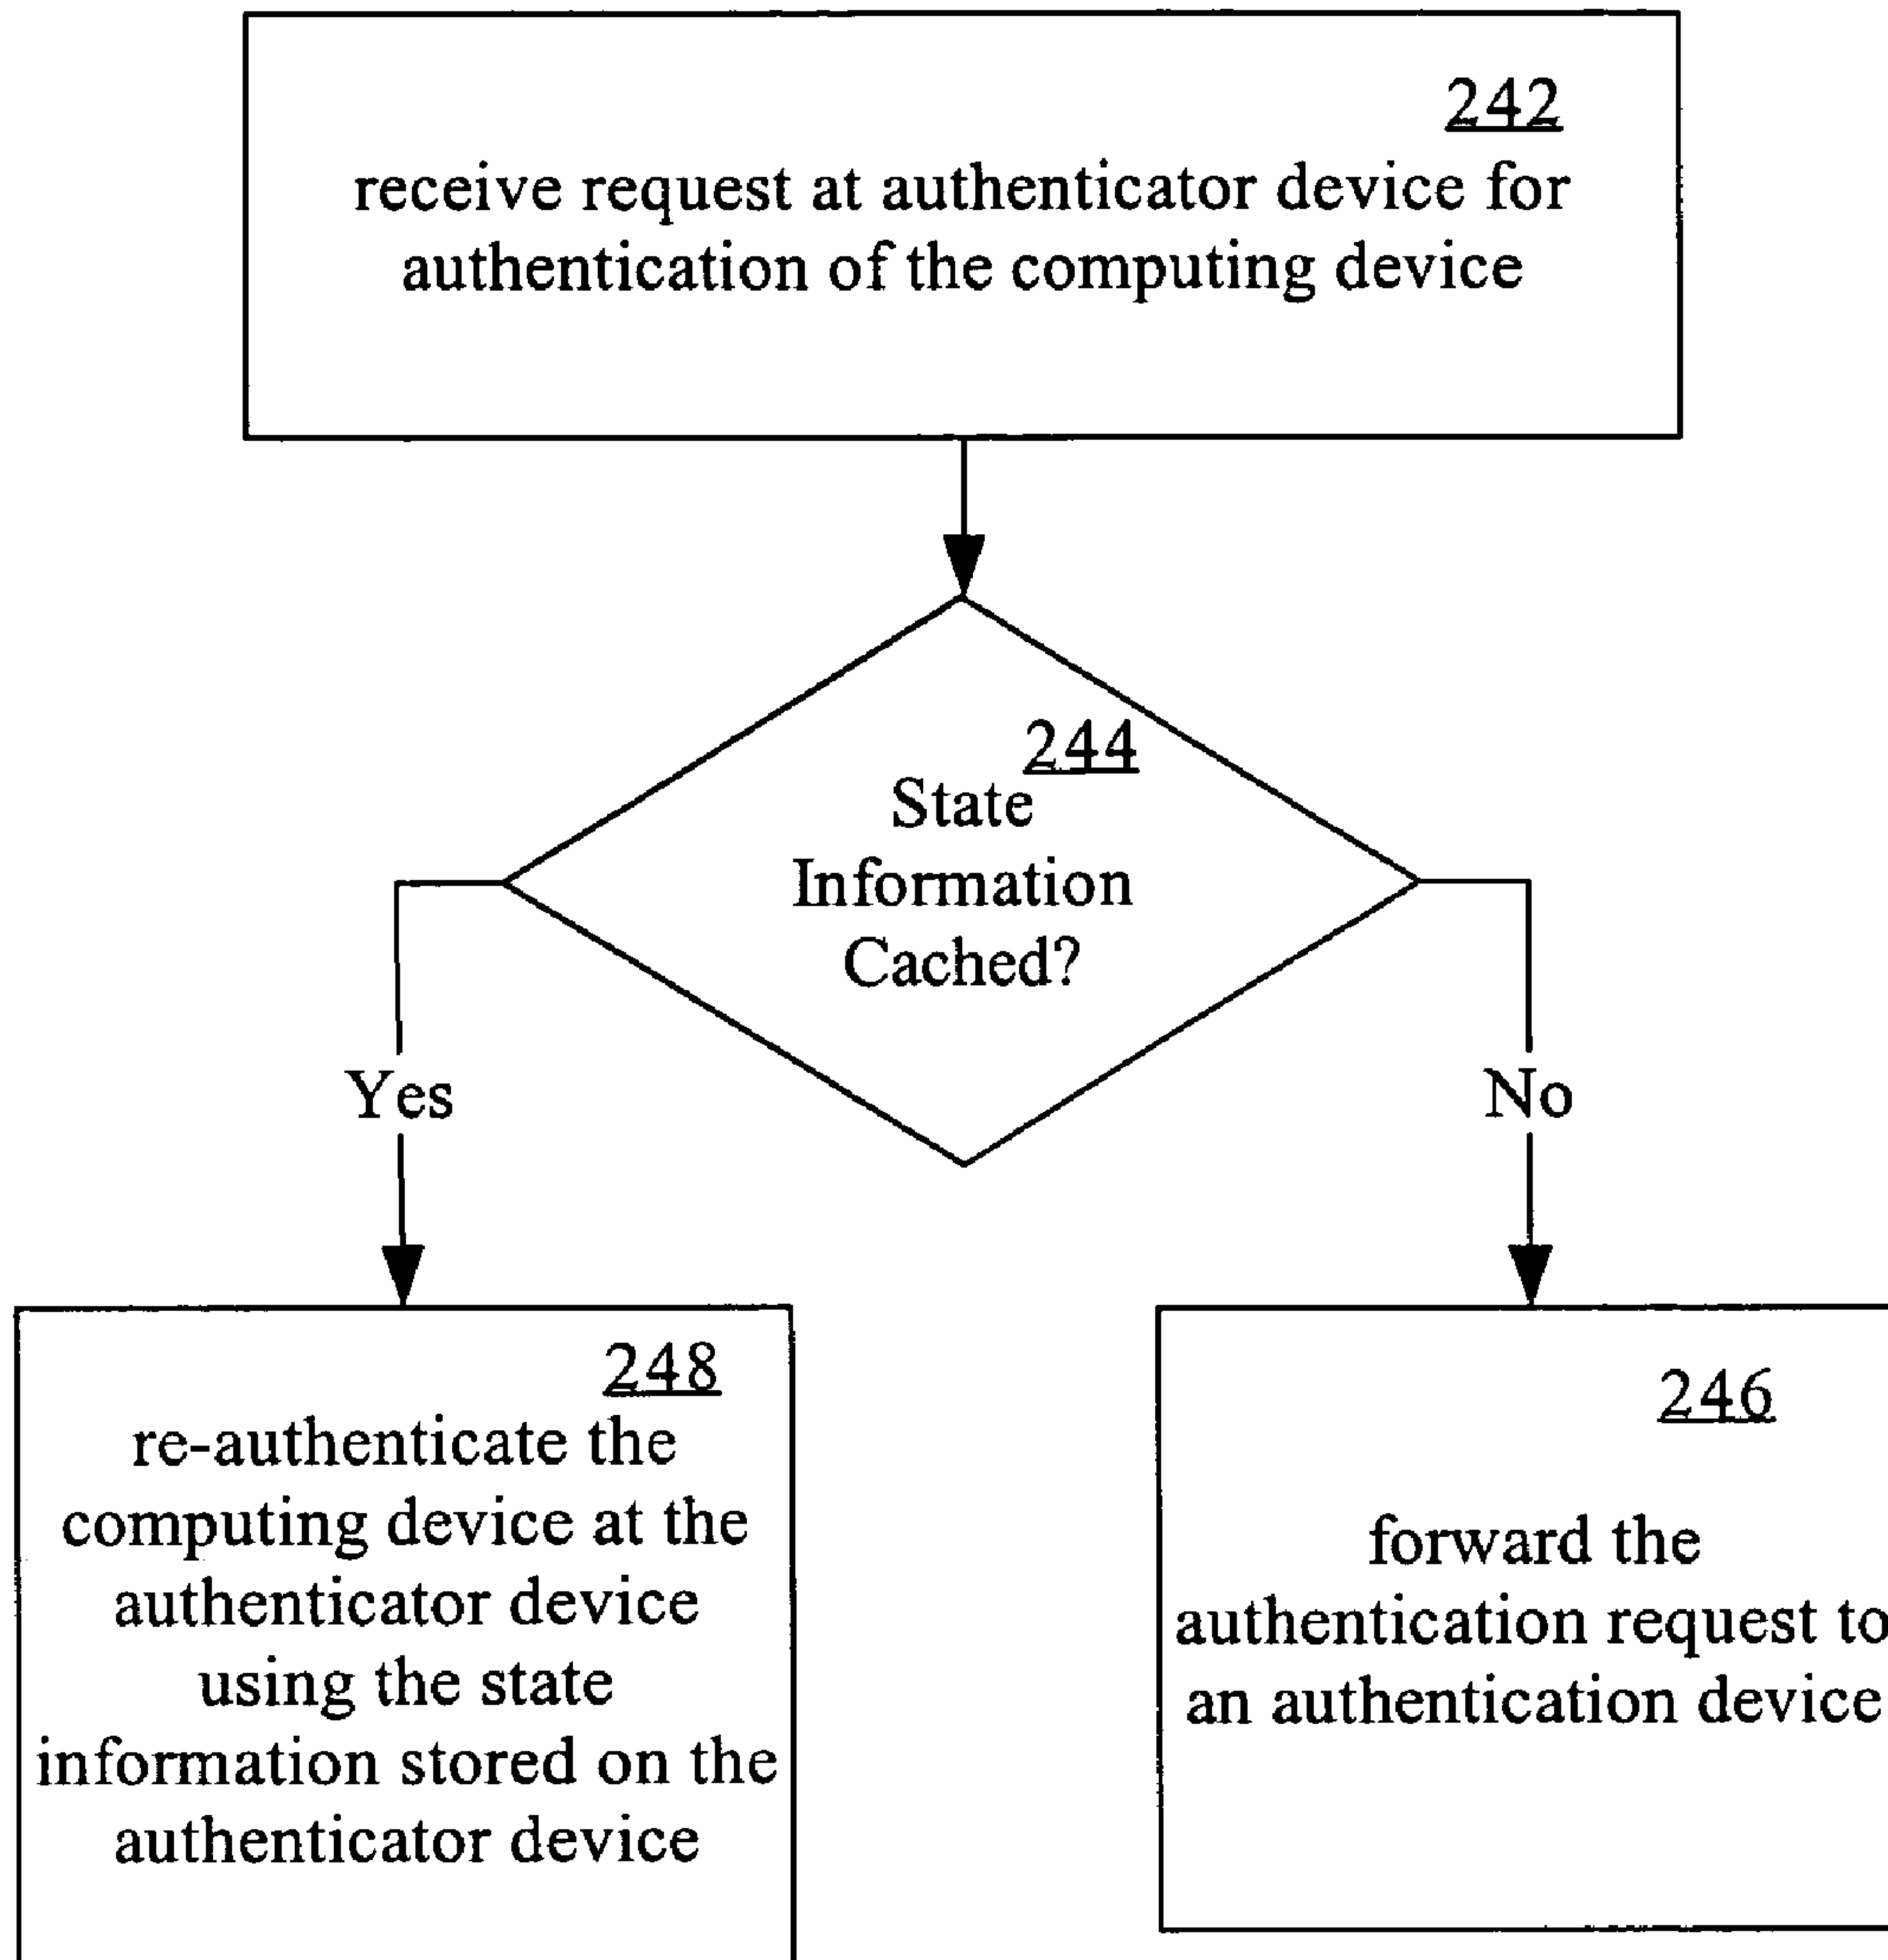 242
receive request at authenticator device for
authentication of the computing device
244
State
Information
Cached?
Yes
No
248
re-authenticate the
computing device at the
authenticator device
using the state
information stored on the
authenticator device
246
forward the
authentication request to
an authentication device